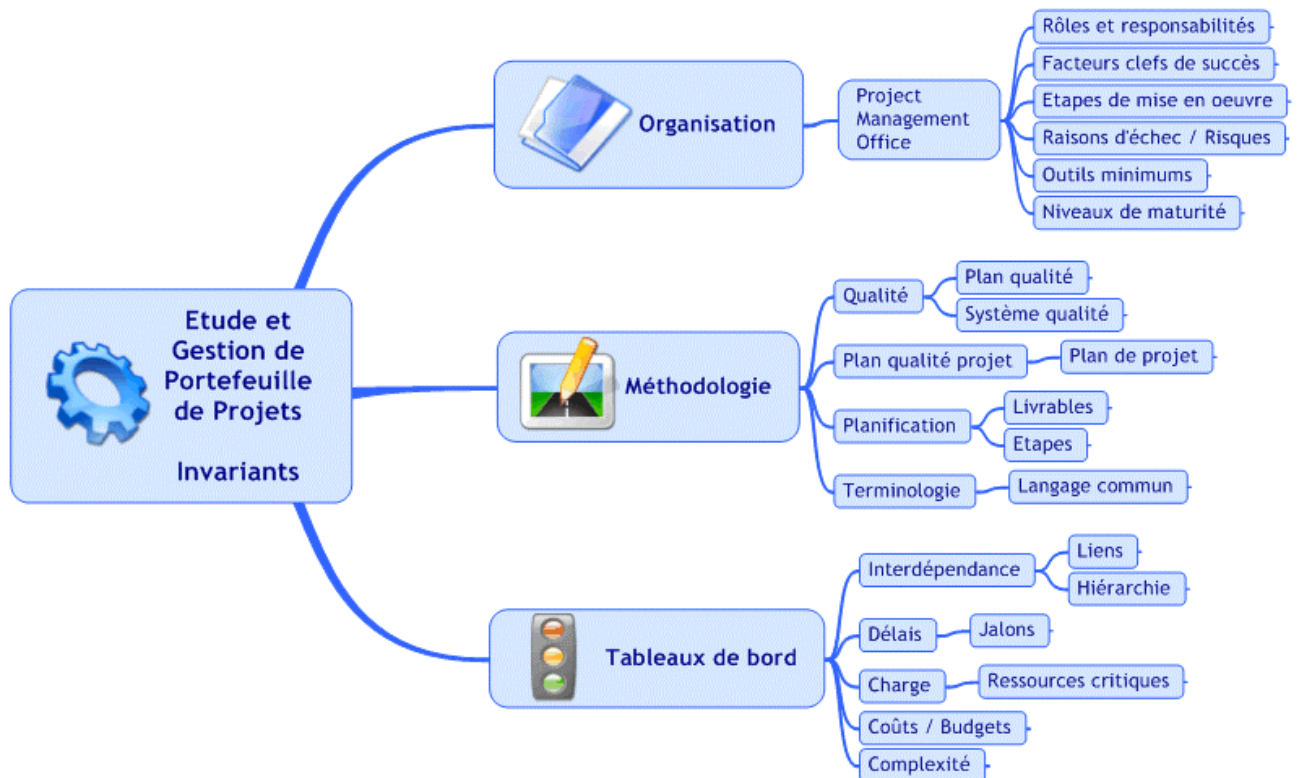 Etude et
Gestion de
Portefeuille
de Projets
Invariants
Organisation
Project
Management
Office
Rôles et responsabilités
Facteurs clefs de succès
Etapes de mise en oeuvre
Raisons d'échec / Risques
Outils minimums
Niveaux de maturité
Méthodologie
Qualité
Plan qualité
Système qualité
Plan qualité projet
Plan de projet
Planification
Livrables
Etapes
Terminologie
Langage commun
Tableaux de bord
Interdépendance
Liens
Hiérarchie
Délais
Jalons
Charge
Ressources critiques
Coûts / Budgets
Complexité